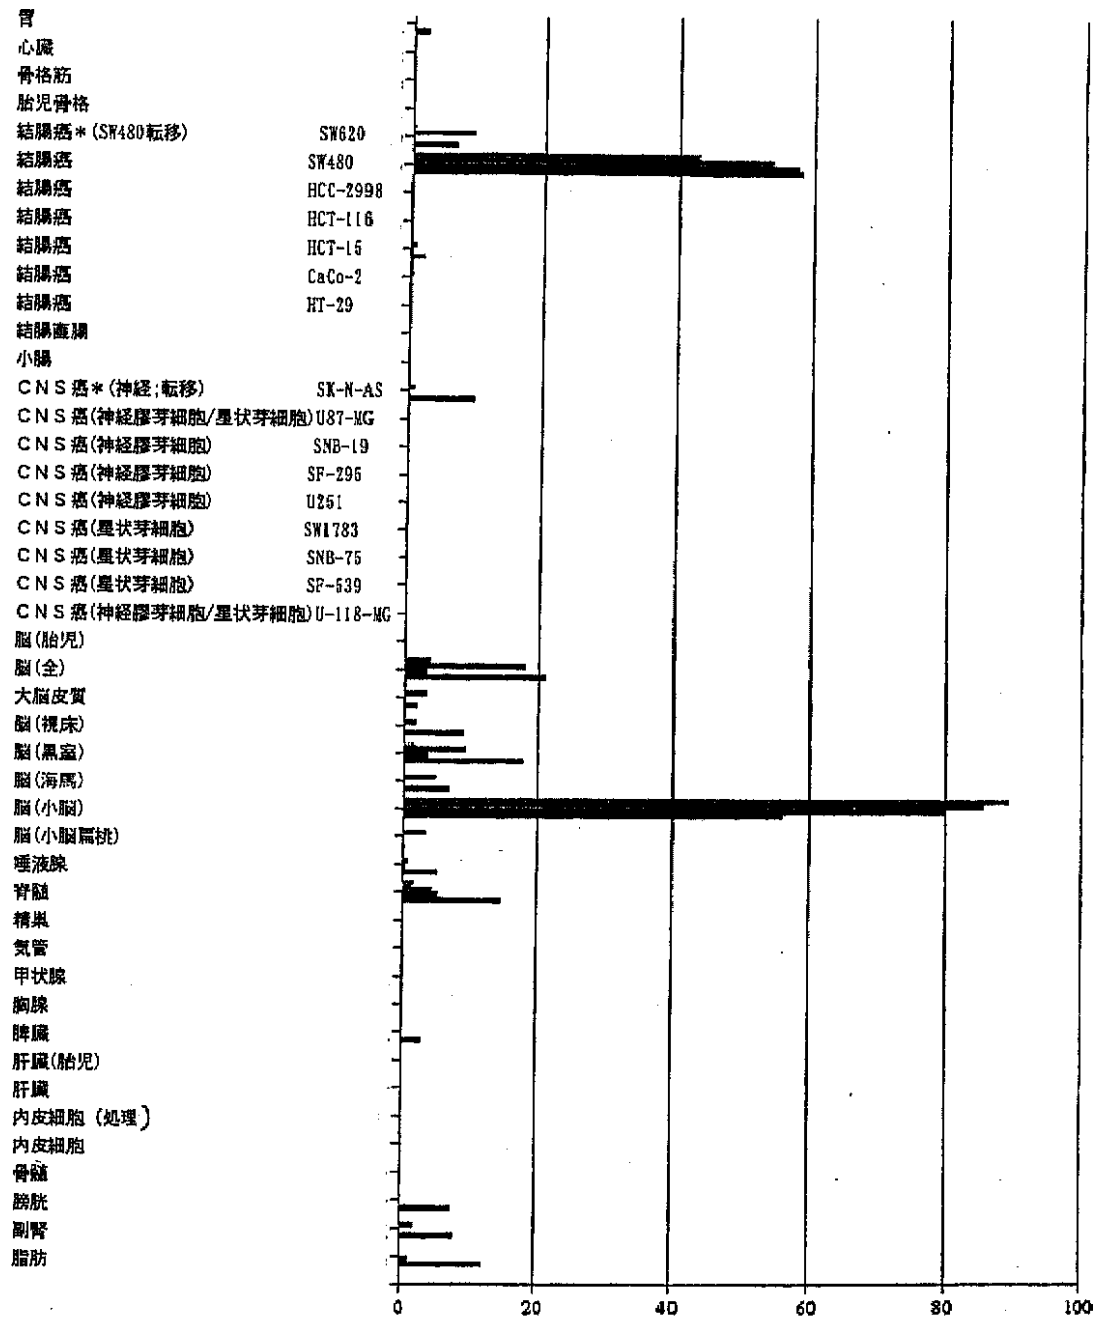 胃
心臓
骨格筋
胎児骨格
結腸癌*(SW480転移) SW620
結腸癌 SW480
結腸癌 HCC-2998
結腸癌 HCT-116
結腸癌 HCT-15
結腸癌 CaCo-2
結腸癌 HT-29
結腸直腸
小腸
CNS癌*(神経;転移) SK-N-AS
CNS癌(神経膠芽細胞/星状芽細胞)U87-MG
CNS癌(神経膠芽細胞) SNB-19
CNS癌(神経膠芽細胞) SF-295
CNS癌(神経膠芽細胞) U251
CNS癌(星状芽細胞) SW1783
CNS癌(星状芽細胞) SNB-75
CNS癌(星状芽細胞) SF-539
CNS癌(神経膠芽細胞/星状芽細胞)U-118-MG
脳(胎児)
脳(全)
大脳皮質
脳(視床)
脳(黒室)
脳(海馬)
脳(小脳)
脳(小脳扁桃)
唾液腺
脊髄
精巣
気管
甲状腺
胸腺
脾臓
肝臓(胎児)
肝臓
内皮細胞(処理)
内皮細胞
骨髄
膀胱
副腎
脂肪
0 20 40 60 80 100